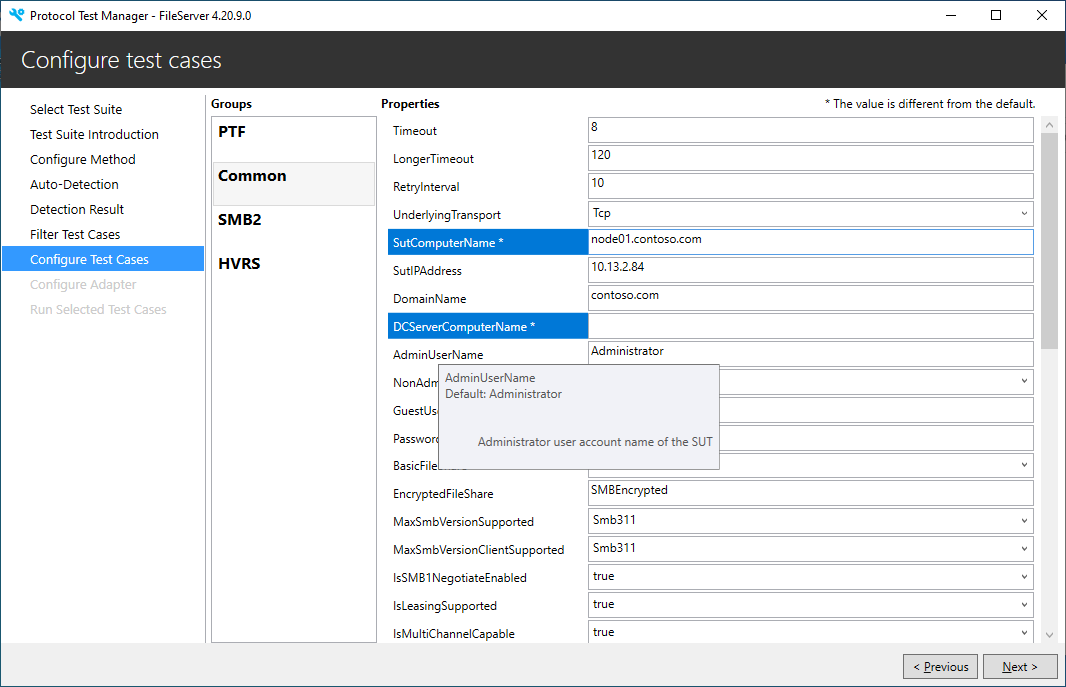 Protocol Test Manager - FileServer 4.20.9.0
Configure test cases
Select Test Suite
Test Suite Introduction
Configure Method
Auto-Detection
Detection Result
Filter Test Cases
Configure Test Cases
Configure Adapter
Run Selected Test Cases
Groups
PTF
Common
SMB2
HVRS
Properties
* The value is different from the default.
Timeout 8
LongerTimeout 120
RetryInterval 10
UnderlyingTransport Tcp
SutComputerName * node01.contoso.com
SutIPAddress 10.13.2.84
DomainName contoso.com
DCServerComputerName *
AdminUserName Administrator
AdminUserName
Default: Administrator
Administrator user account name of the SUT
EncryptedFileShare SMBEncrypted
MaxSmbVersionSupported Smb311
MaxSmbVersionClientSupported Smb311
IsSMB1NegotiateEnabled true
IsLeasingSupported true
IsMultiChannelCapable true
< Previous
Next >